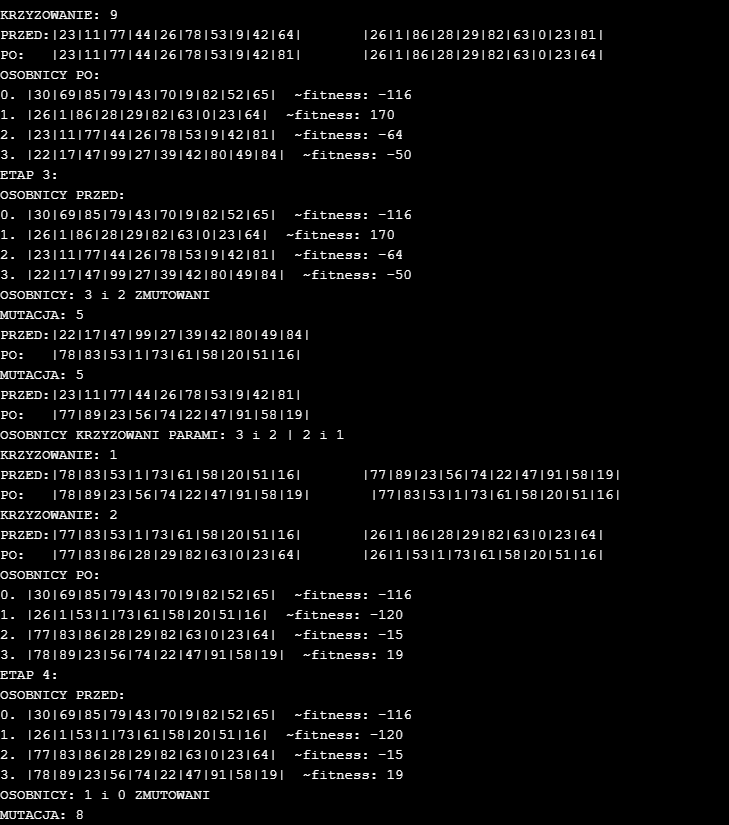 KRZYZOWANIE: 9
PRZED:|23|11|77|44|26|78|53|9|42|64| |26|1|86|28|29|82|63|0|23|81|
PO: |23|11|77|44|26|78|53|9|42|81| |26|1|86|28|29|82|63|0|23|64|
OSOBNICY PO:
0. |30|69|85|79|43|70|9|82|52|65| ~fitness: -116
1. |26|1|86|28|29|82|63|0|23|64| ~fitness: 170
2. |23|11|77|44|26|78|53|9|42|81| ~fitness: -64
3. |22|17|47|99|27|39|42|80|49|84| ~fitness: -50
ETAP 3:
OSOBNICY PRZED:
0. |30|69|85|79|43|70|9|82|52|65| ~fitness: -116
1. |26|1|86|28|29|82|63|0|23|64| ~fitness: 170
2. |23|11|77|44|26|78|53|9|42|81| ~fitness: -64
3. |22|17|47|99|27|39|42|80|49|84| ~fitness: -50
OSOBNICY: 3 i 2 ZMUTOWANI
MUTACJA: 5
PRZED:|22|17|47|99|27|39|42|80|49|84|
PO: |78|83|53|1|73|61|58|20|51|16|
MUTACJA: 5
PRZED:|23|11|77|44|26|78|53|9|42|81|
PO: |77|89|23|56|74|22|47|91|58|19|
OSOBNICY KRZYZOWANI PARAMI: 3 i 2 | 2 i 1
KRZYZOWANIE: 1
PRZED:|78|83|53|1|73|61|58|20|51|16| |77|89|23|56|74|22|47|91|58|19|
PO: |78|89|23|56|74|22|47|91|58|19| |77|83|53|1|73|61|58|20|51|16|
KRZYZOWANIE: 2
PRZED:|77|83|53|1|73|61|58|20|51|16| |26|1|86|28|29|82|63|0|23|64|
PO: |77|83|86|28|29|82|63|0|23|64| |26|1|53|1|73|61|58|20|51|16|
OSOBNICY PO:
0. |30|69|85|79|43|70|9|82|52|65| ~fitness: -116
1. |26|1|53|1|73|61|58|20|51|16| ~fitness: -120
2. |77|83|86|28|29|82|63|0|23|64| ~fitness: -15
3. |78|89|23|56|74|22|47|91|58|19| ~fitness: 19
ETAP 4:
OSOBNICY PRZED:
0. |30|69|85|79|43|70|9|82|52|65| ~fitness: -116
1. |26|1|53|1|73|61|58|20|51|16| ~fitness: -120
2. |77|83|86|28|29|82|63|0|23|64| ~fitness: -15
3. |78|89|23|56|74|22|47|91|58|19| ~fitness: 19
OSOBNICY: 1 i 0 ZMUTOWANI
MUTACJA: 8